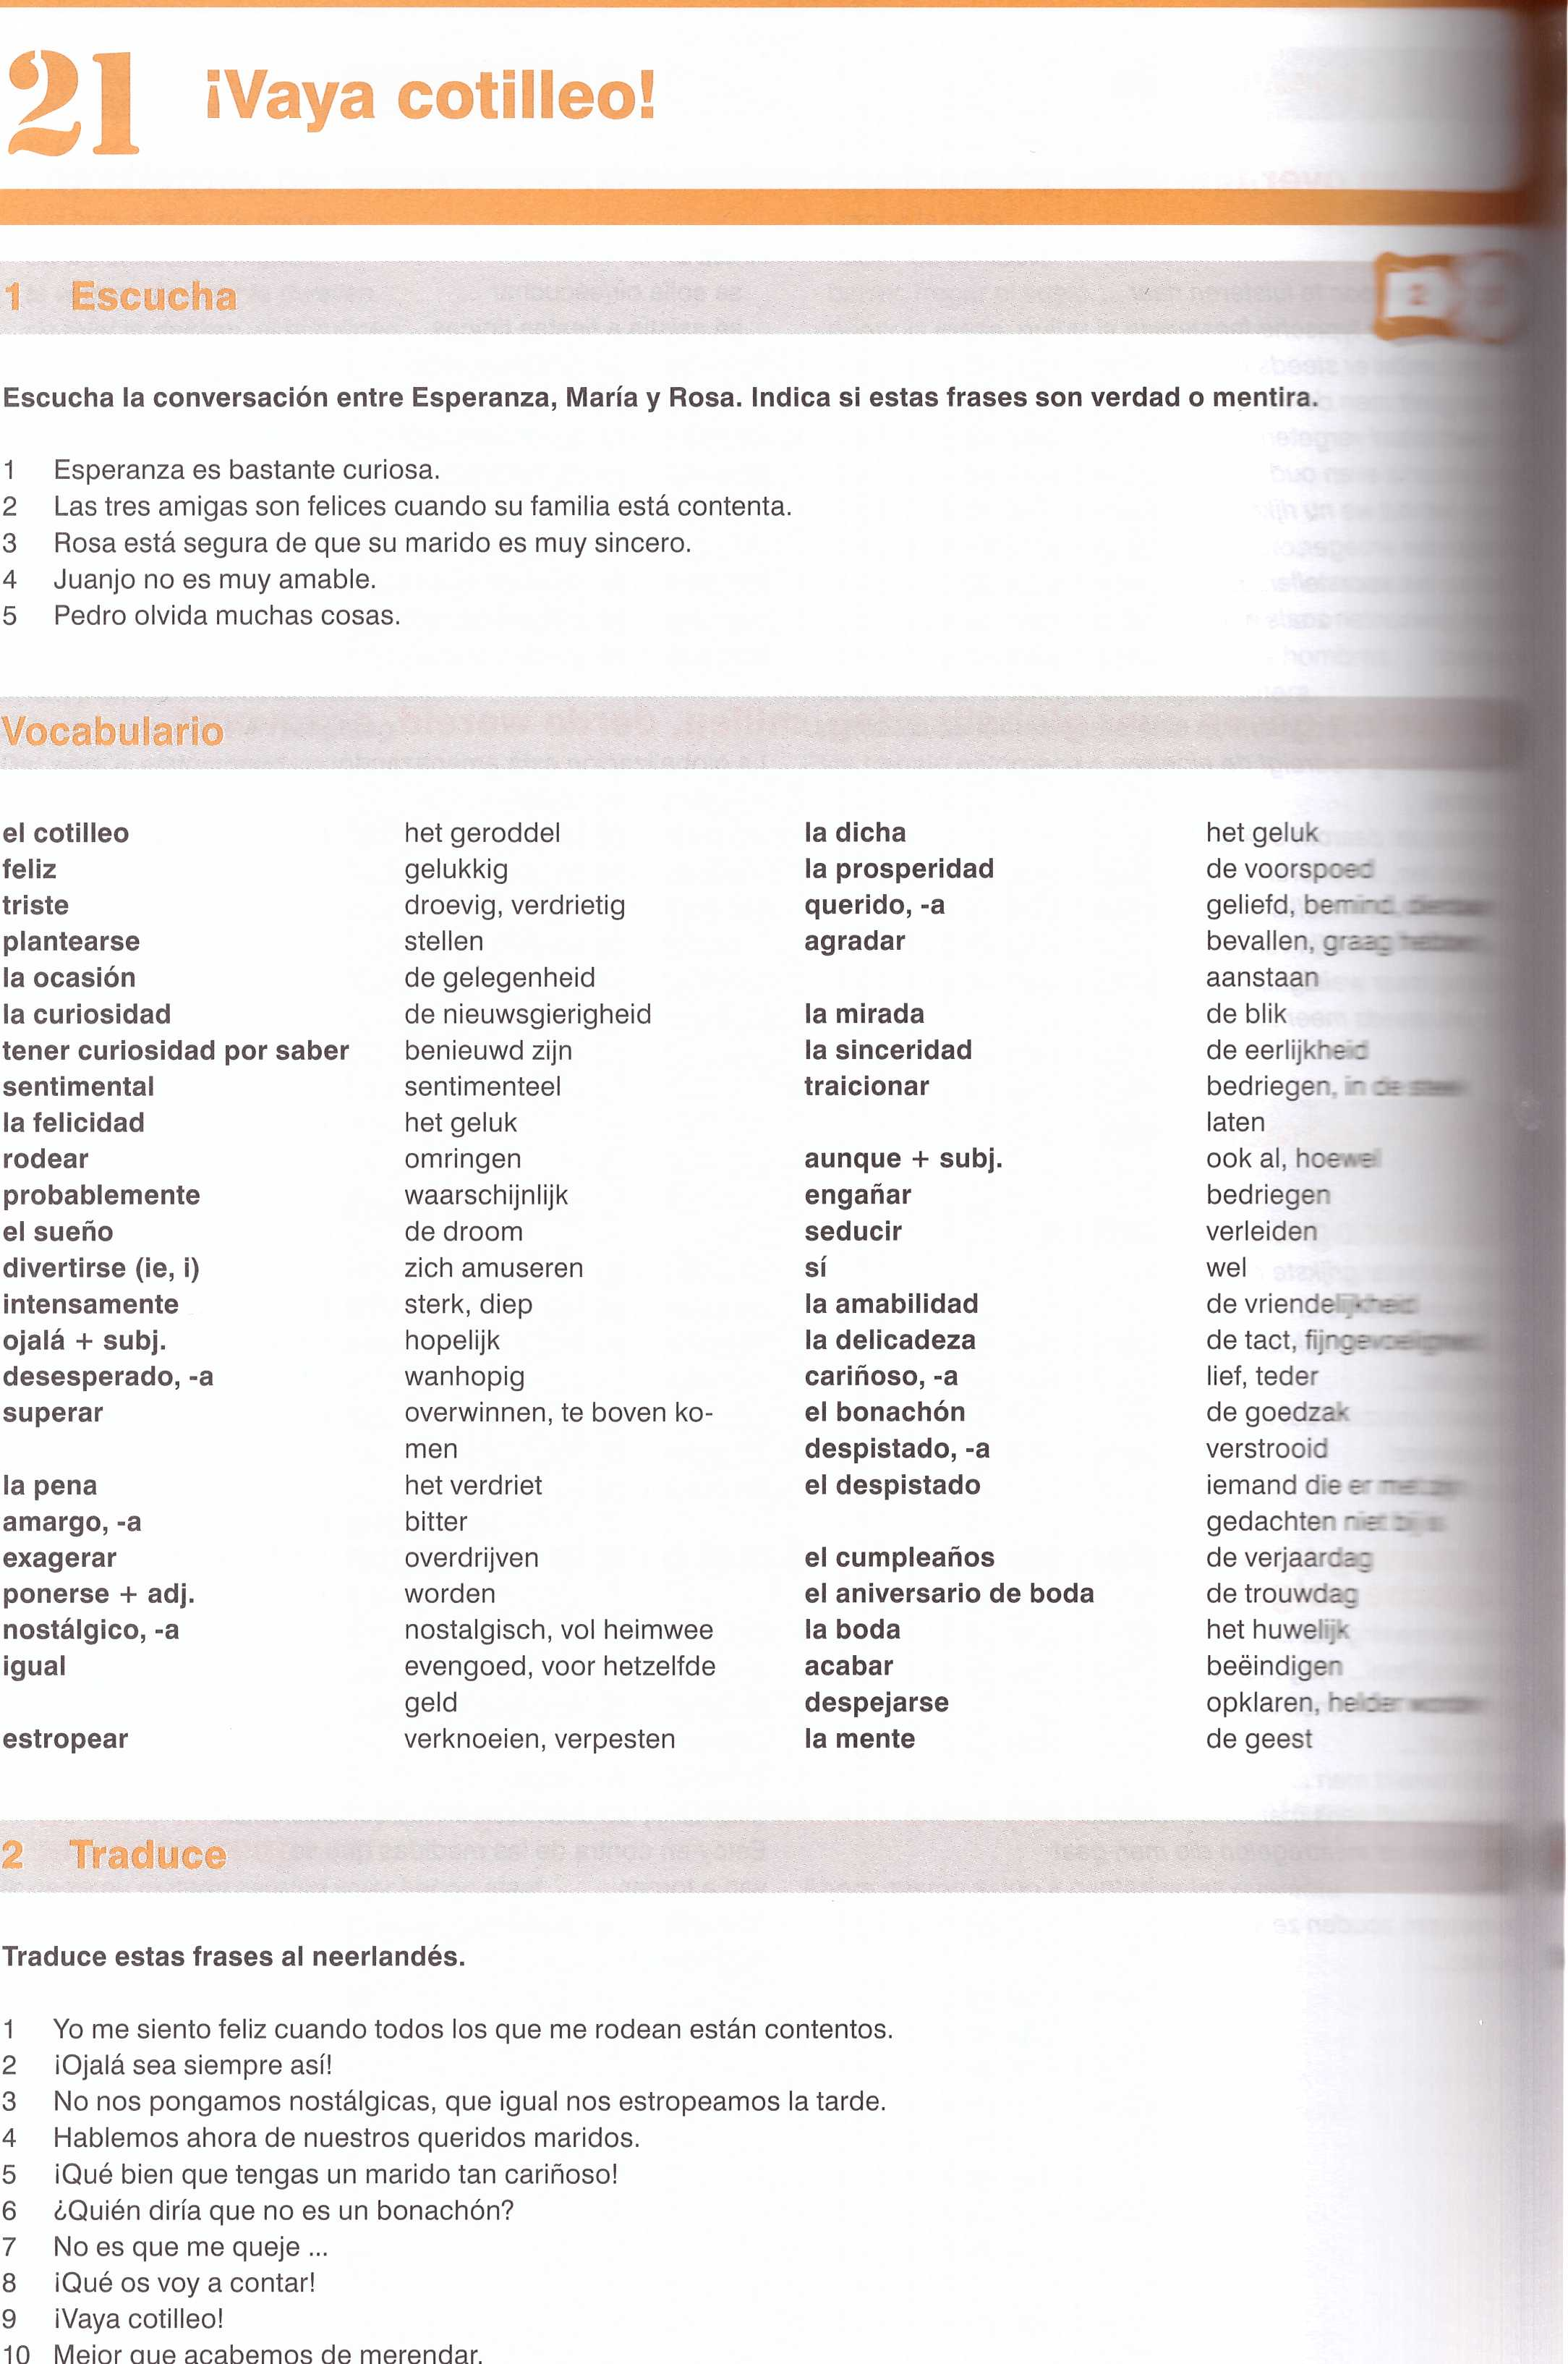 21 ¡Vaya cotilleo!
1 Escucha
2
Escucha la conversación entre Esperanza, María y Rosa. Indica si estas frases son verdad o mentira.
1 Esperanza es bastante curiosa.
2 Las tres amigas son felices cuando su familia está contenta.
3 Rosa está segura de que su marido es muy sincero.
4 Juanjo no es muy amable.
5 Pedro olvida muchas cosas.
Vocabulario
el cotilleo het geroddel
feliz gelukkig
triste droevig, verdrietig
plantearse stellen
la ocasión de gelegenheid
la curiosidad de nieuwsgierigheid
tener curiosidad por saber benieuwd zijn
sentimental sentimenteel
la felicidad het geluk
rodear omringen
probablemente waarschijnlijk
el sueño de droom
divertirse (ie, i) zich amuseren
intensamente sterk, diep
ojalá + subj. hopelijk
desesperado, -a wanhopig
superar overwinnen, te boven ko-
men
la pena het verdriet
amargo, -a bitter
exagerar overdrijven
ponerse + adj. worden
nostálgico, -a nostalgisch, vol heimwee
igual evengoed, voor hetzelfde
geld
estropear verknoeien, verpesten
la dicha het geluk
la prosperidad de voorspoed
querido, -a geliefd, bemind,
agradar bevallen, graag
aanstaan
la mirada de blik
la sinceridad de eerlijkheid
traicionar bedriegen, in de steek
laten
aunque + subj. ook al, hoewel
engañar bedriegen
seducir verleiden
sí wel
la amabilidad de vriendelijkheid
la delicadeza de tact, fijngevoeligheid
cariñoso, -a lief, teder
el bonachón de goedzak
despistado, -a verstrooid
el despistado iemand die er met zijn
gedachten niet bij is
el cumpleaños de verjaardag
el aniversario de boda de trouwdag
la boda het huwelijk
acabar beëindigen
despejarse opklaren, helder worden
la mente de geest
2 Traduce
Traduce estas frases al neerlandés.
1 Yo me siento feliz cuando todos los que me rodean están contentos.
2 ¡Ojalá sea siempre así!
3 No nos pongamos nostálgicas, que igual nos estropeamos la tarde.
4 Hablemos ahora de nuestros queridos maridos.
5 ¡Qué bien que tengas un marido tan cariñoso!
6 ¿Quién diría que no es un bonachón?
7 No es que me queje ...
8 ¡Qué os voy a contar!
9 ¡Vaya cotilleo!
10 Mejor que acabemos de merendar.